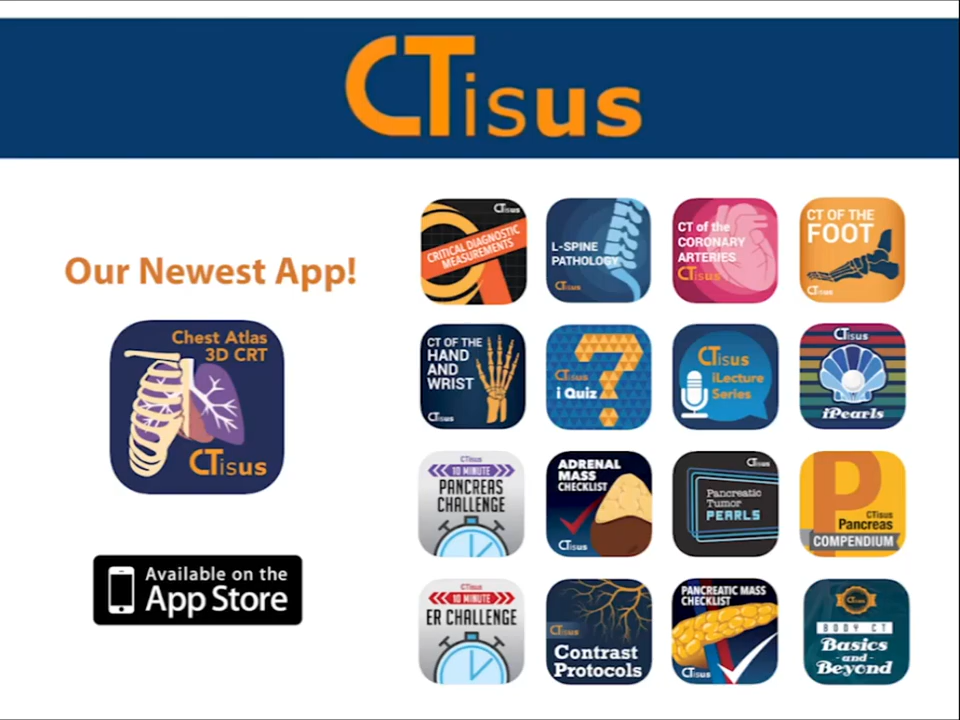 CTisus
Our Newest App!
Chest Atlas
3D CRT
CTisus
Available on the
App Store
CTisus
CRITICAL DIAGNOSTIC
MEASUREMENTS
L-SPINE
PATHOLOGY
CTisus
CT of the
CORONARY
ARTERIES
CTisus
CT OF THE
FOOT
CTisus
CT OF THE
HAND
AND
WRIST
CTisus
CTisus
i Quiz
CTisus
iLecture
Series
CTisus
iPearls
CTisus
10 MINUTE
PANCREAS
CHALLENGE
ADRENAL
MASS
CHECKLIST
CTisus
CTisus
Pancreatic
Tumor
PEARLS
P
CTisus
Pancreas
COMPENDIUM
CTisus
10 MINUTE
ER CHALLENGE
CTisus
Contrast
Protocols
PANCREATIC MASS
CHECKLIST
CTisus
CTisus
BODY CT
Basics
-and-
Beyond